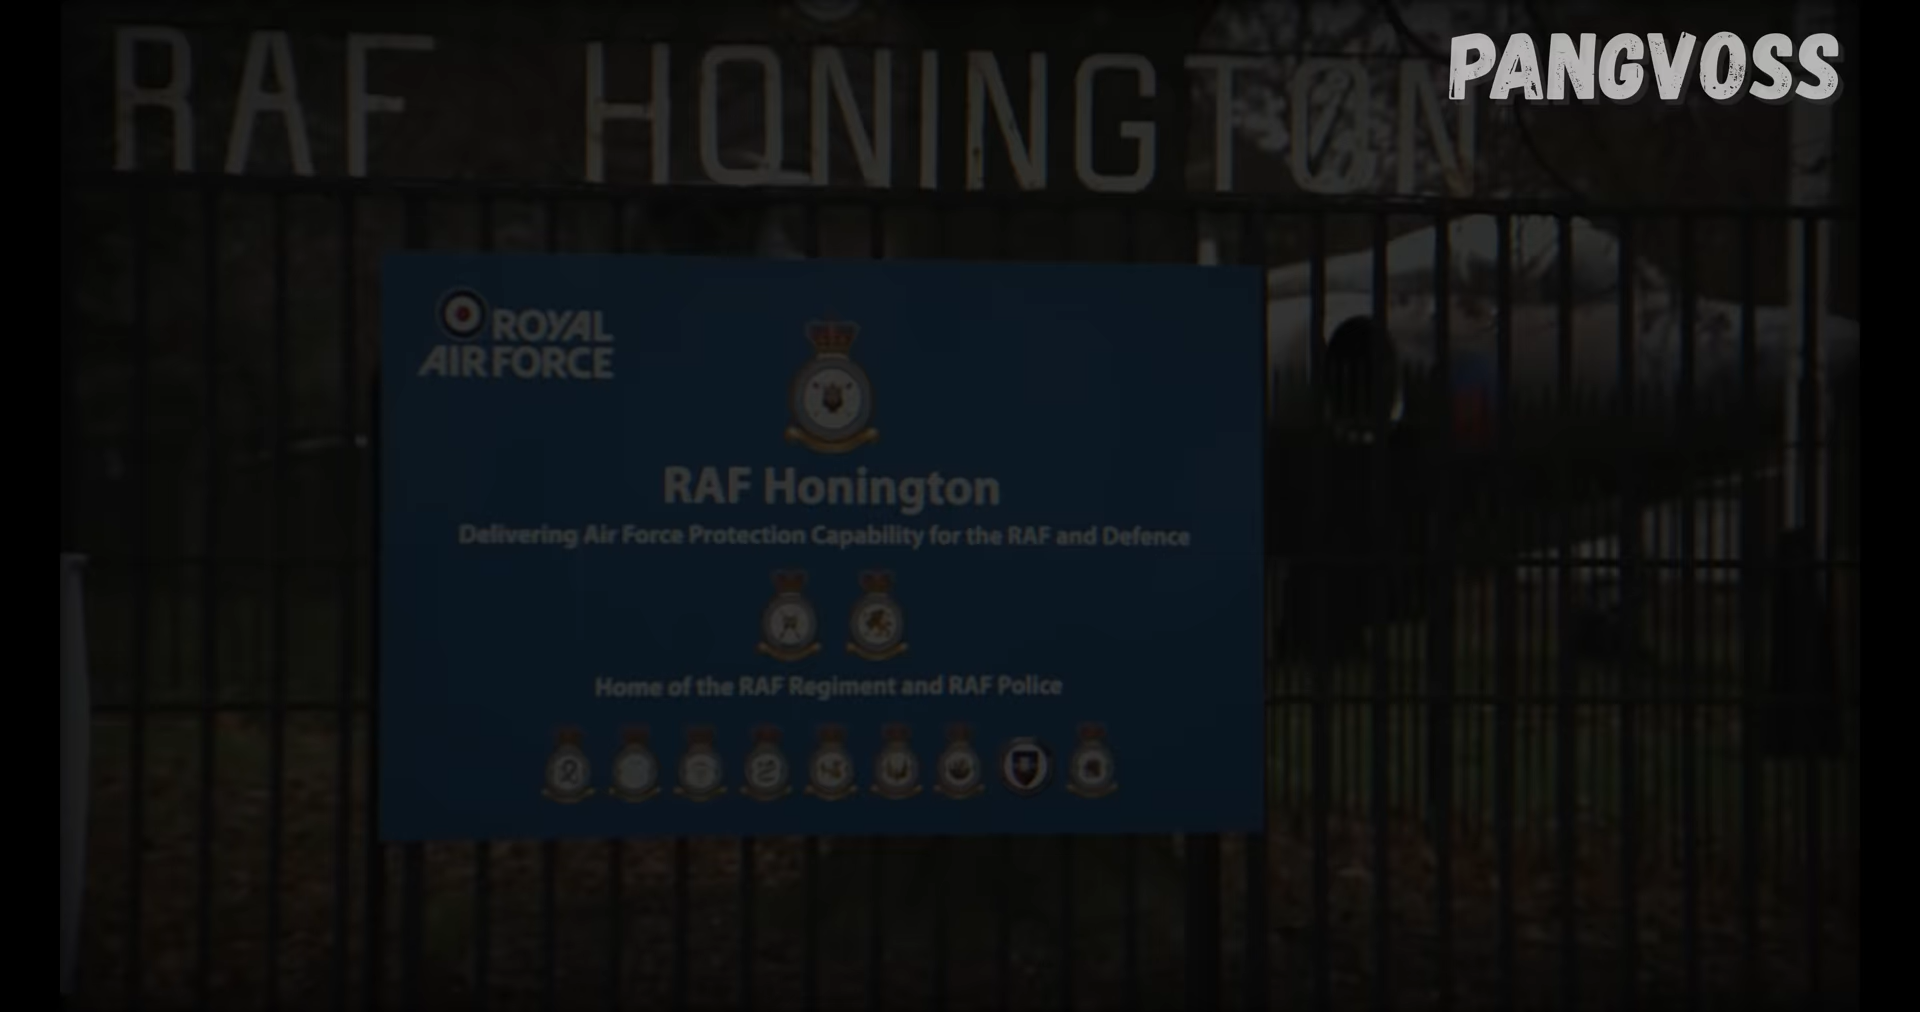 RAF HONINGTON
PANGVOSS
ROYAL
AIR FORCE
RAF Honington
Delivering Air Force Protection Capability for the RAF and Defence
Home of the RAF Regiment and RAF Police